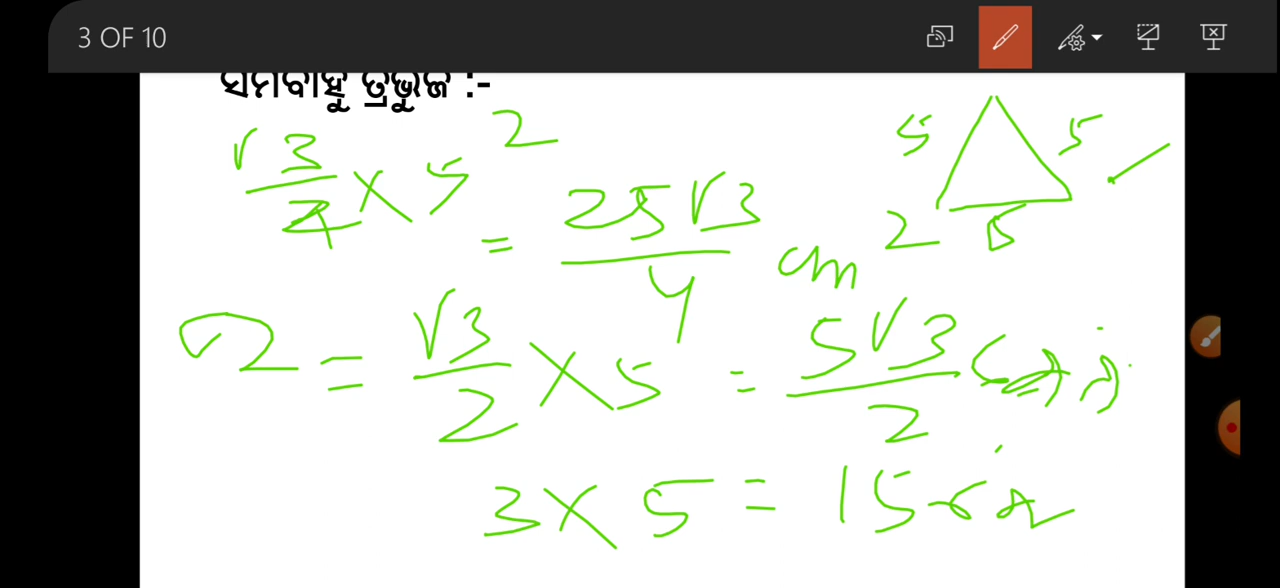 3 OF 10
ସମବାହୁ ତ୍ରିଭୁଜ :-
√3/4 × 5² = 25√3/4 cm
5 5
2 5
= √3/2 × 5 = 5√3/2
3 × 5 = 15